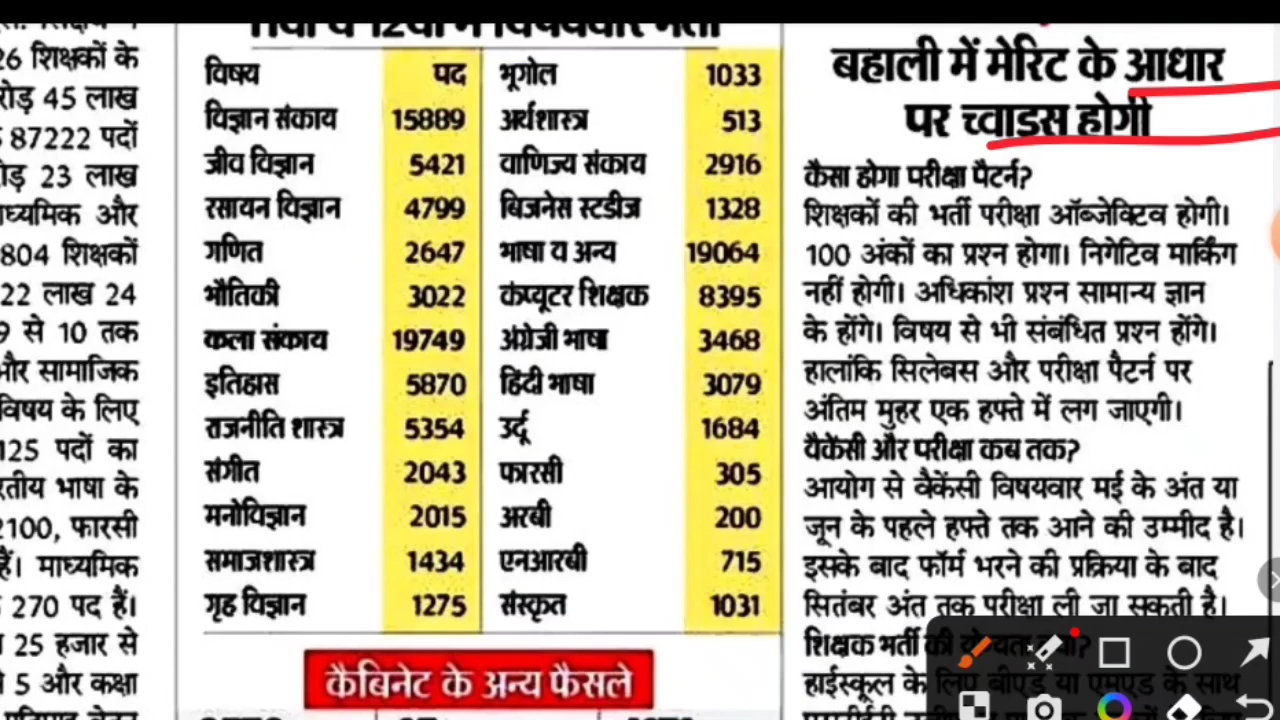 26 शिक्षकों के
रोड़ 45 लाख
87222 पदों
ोड़ 23 लाख
ाध्यमिक और
804 शिक्षकों
22 लाख 24
9 से 10 तक
और सामाजिक
विषय के लिए
125 पदों का
रतीय भाषा के
2100, फारसी
हैं। माध्यमिक
270 पद हैं।
25 हजार से
5 और कक्षा
विषय पद
विज्ञान संकाय 15889
जीव विज्ञान 5421
रसायन विज्ञान 4799
गणित 2647
भौतिकी 3022
कला संकाय 19749
इतिहास 5870
राजनीति शास्त्र 5354
संगीत 2043
मनोविज्ञान 2015
समाजशास्त्र 1434
गृह विज्ञान 1275
भूगोल 1033
अर्थशास्त्र 513
वाणिज्य संकाय 2916
बिजनेस स्टडीज 1328
भाषा व अन्य 19064
कंप्यूटर शिक्षक 8395
अंग्रेजी भाषा 3468
हिंदी भाषा 3079
उर्दू 1684
फारसी 305
अरबी 200
एनआरबी 715
संस्कृत 1031
कैबिनेट के अन्य फैसले
बहाली में मेरिट के आधार
पर च्वाइस होगी
कैसा होगा परीक्षा पैटर्न?
शिक्षकों की भर्ती परीक्षा ऑब्जेक्टिव होगी।
100 अंकों का प्रश्न होगा। निगेटिव मार्किंग
नहीं होगी। अधिकांश प्रश्न सामान्य ज्ञान
के होंगे। विषय से भी संबंधित प्रश्न होंगे।
हालांकि सिलेबस और परीक्षा पैटर्न पर
अंतिम मुहर एक हफ्ते में लग जाएगी।
वैकेंसी और परीक्षा कब तक?
आयोग से वैकेंसी विषयवार मई के अंत या
जून के पहले हफ्ते तक आने की उम्मीद है।
इसके बाद फॉर्म भरने की प्रक्रिया के बाद
सितंबर अंत तक परीक्षा ली जा सकती है।
शिक्षक भर्ती की योग्यता क्या?
हाईस्कूल के लिए बीएड या एमएड के साथ